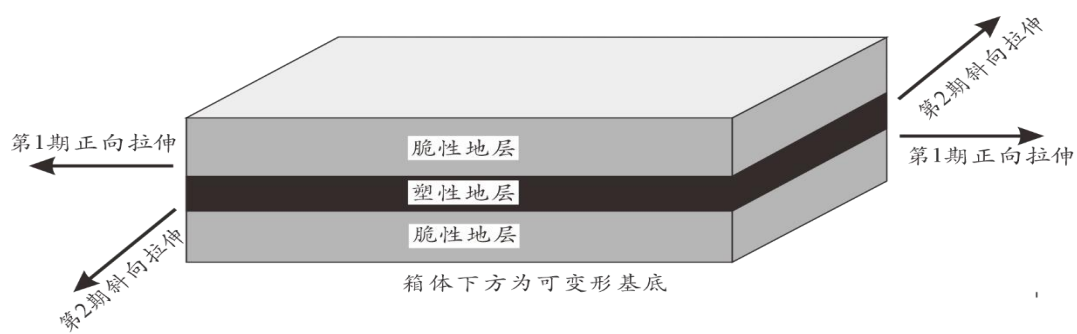 第2期斜向拉伸
第1期正向拉伸
脆性地层
第1期正向拉伸
塑性地层
脆性地层
第2期斜向拉伸
箱体下方为可变形基底